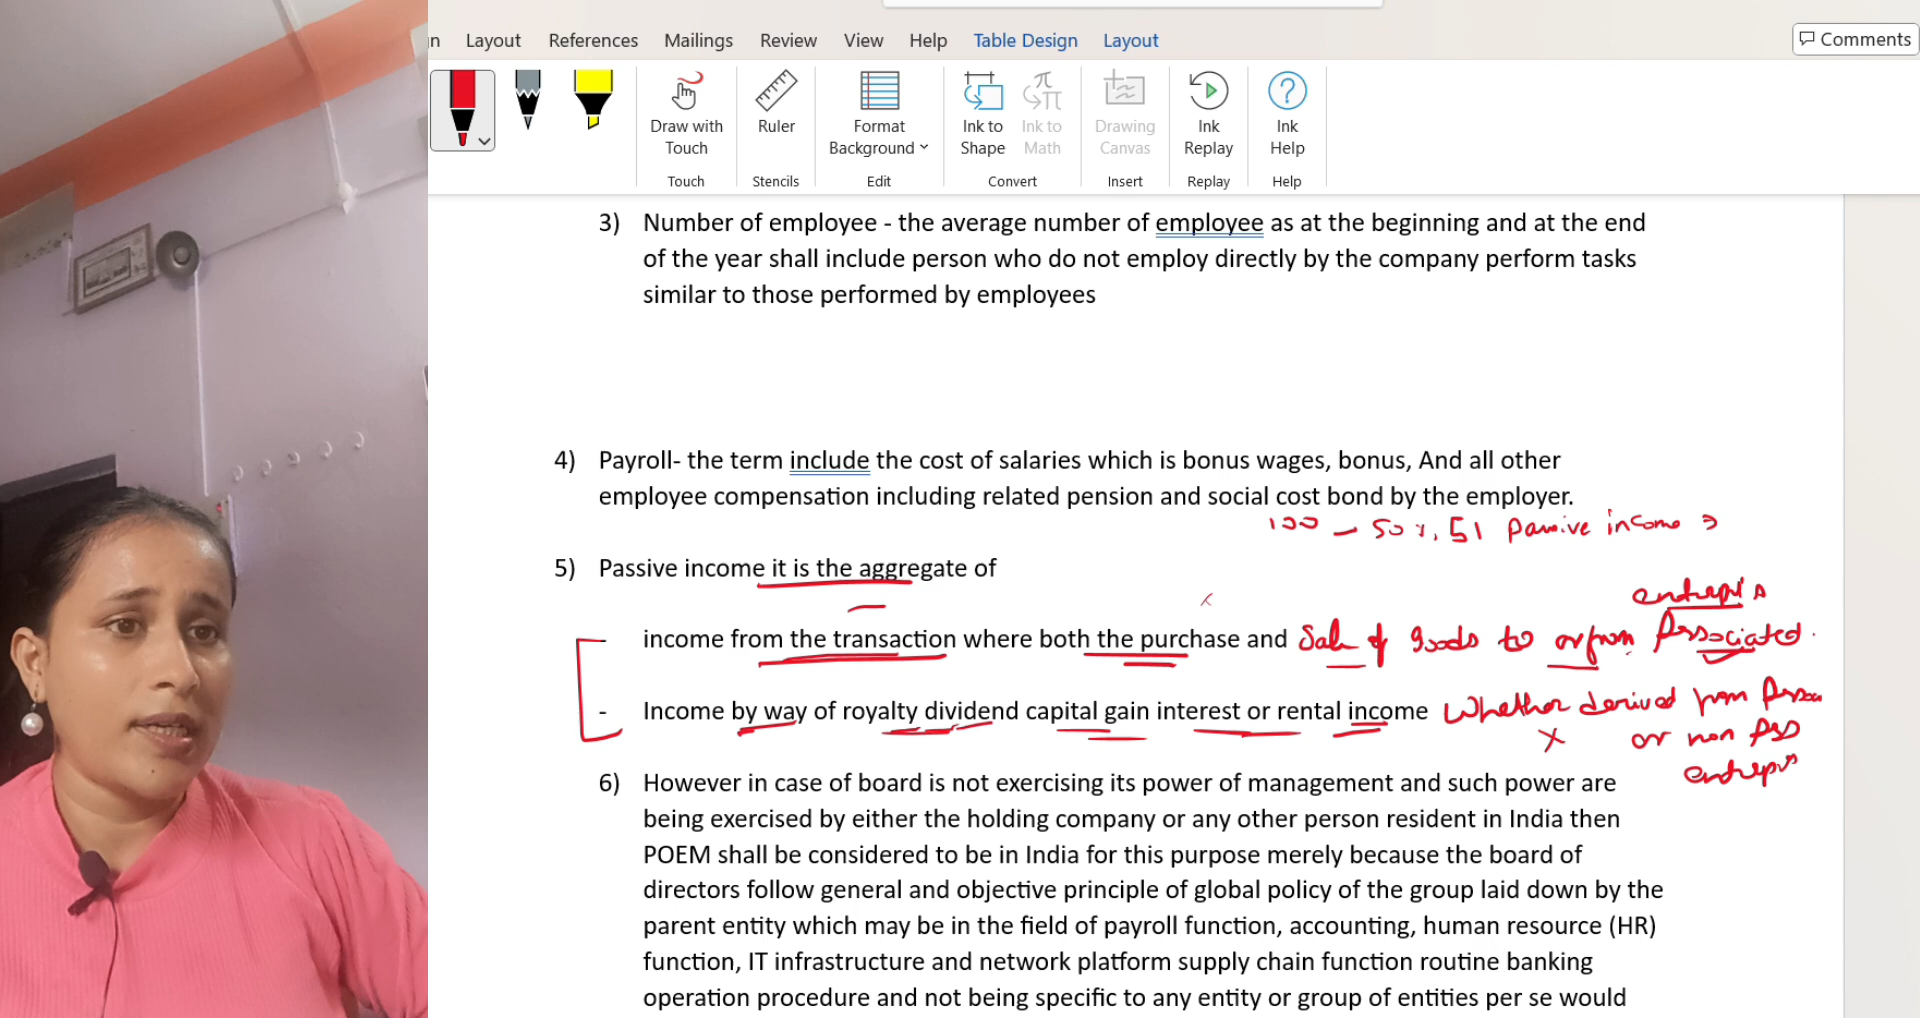 n Layout References Mailings Review View Help Table Design Layout Comments
Draw with Touch
Ruler
Format Background
Ink to Shape
Ink to Math
Drawing Canvas
Ink Replay
Ink Help
Touch Stencils Edit Convert Insert Replay Help
3) Number of employee - the average number of employee as at the beginning and at the end
of the year shall include person who do not employ directly by the company perform tasks
similar to those performed by employees
4) Payroll- the term include the cost of salaries which is bonus wages, bonus, And all other
employee compensation including related pension and social cost bond by the employer.
100 - 50%, 51 passive income
5) Passive income it is the aggregate of
income from the transaction where both the purchase and Sale of goods to or from Associated.
- Income by way of royalty dividend capital gain interest or rental income Whether derived from
or non
6) However in case of board is not exercising its power of management and such power are
being exercised by either the holding company or any other person resident in India then
POEM shall be considered to be in India for this purpose merely because the board of
directors follow general and objective principle of global policy of the group laid down by the
parent entity which may be in the field of payroll function, accounting, human resource (HR)
function, IT infrastructure and network platform supply chain function routine banking
operation procedure and not being specific to any entity or group of entities per se would